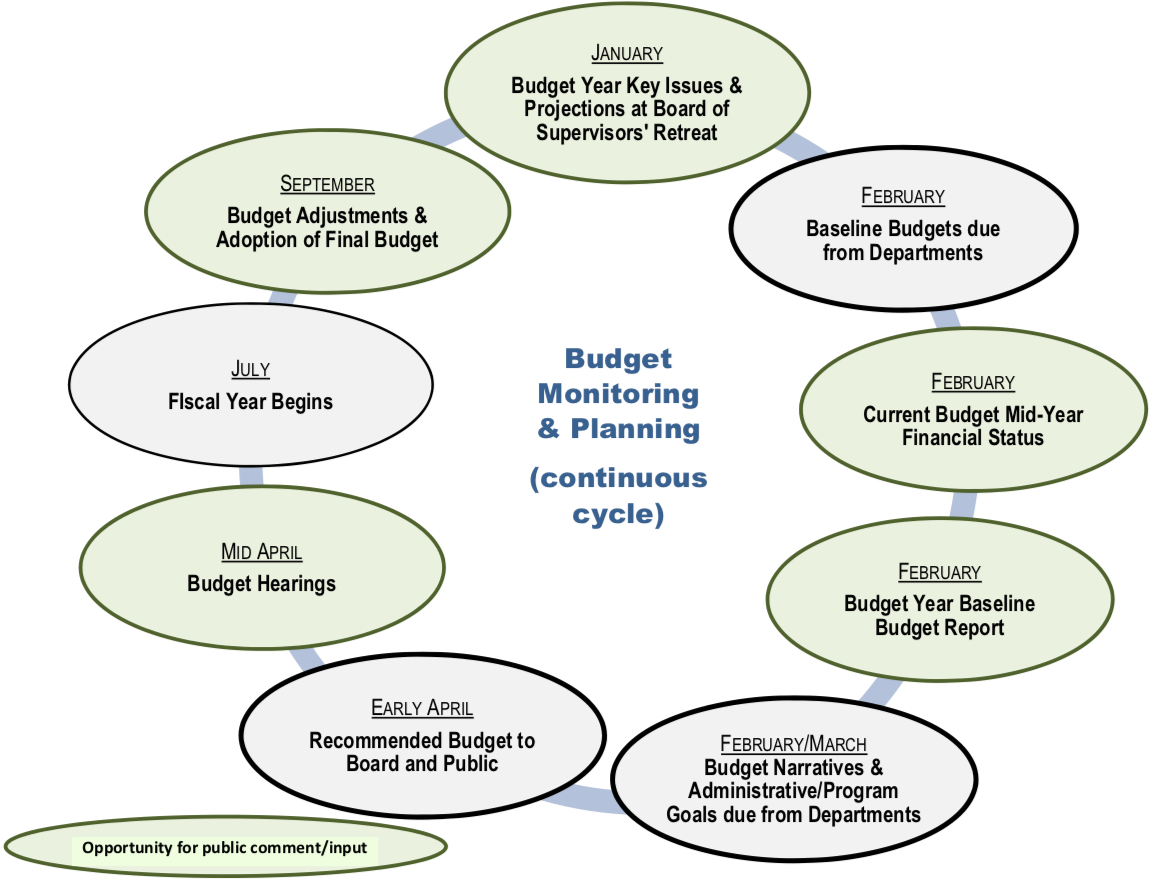 JANUARY
Budget Year Key Issues &
Projections at Board of
Supervisors' Retreat
FEBRUARY
Baseline Budgets due
from Departments
FEBRUARY
Current Budget Mid-Year
Financial Status
FEBRUARY
Budget Year Baseline
Budget Report
FEBRUARY/MARCH
Budget Narratives &
Administrative/Program
Goals due from Departments
EARLY APRIL
Recommended Budget to
Board and Public
MID APRIL
Budget Hearings
JULY
FIscal Year Begins
SEPTEMBER
Budget Adjustments &
Adoption of Final Budget
Budget
Monitoring
& Planning
(continuous
cycle)
Opportunity for public comment/input